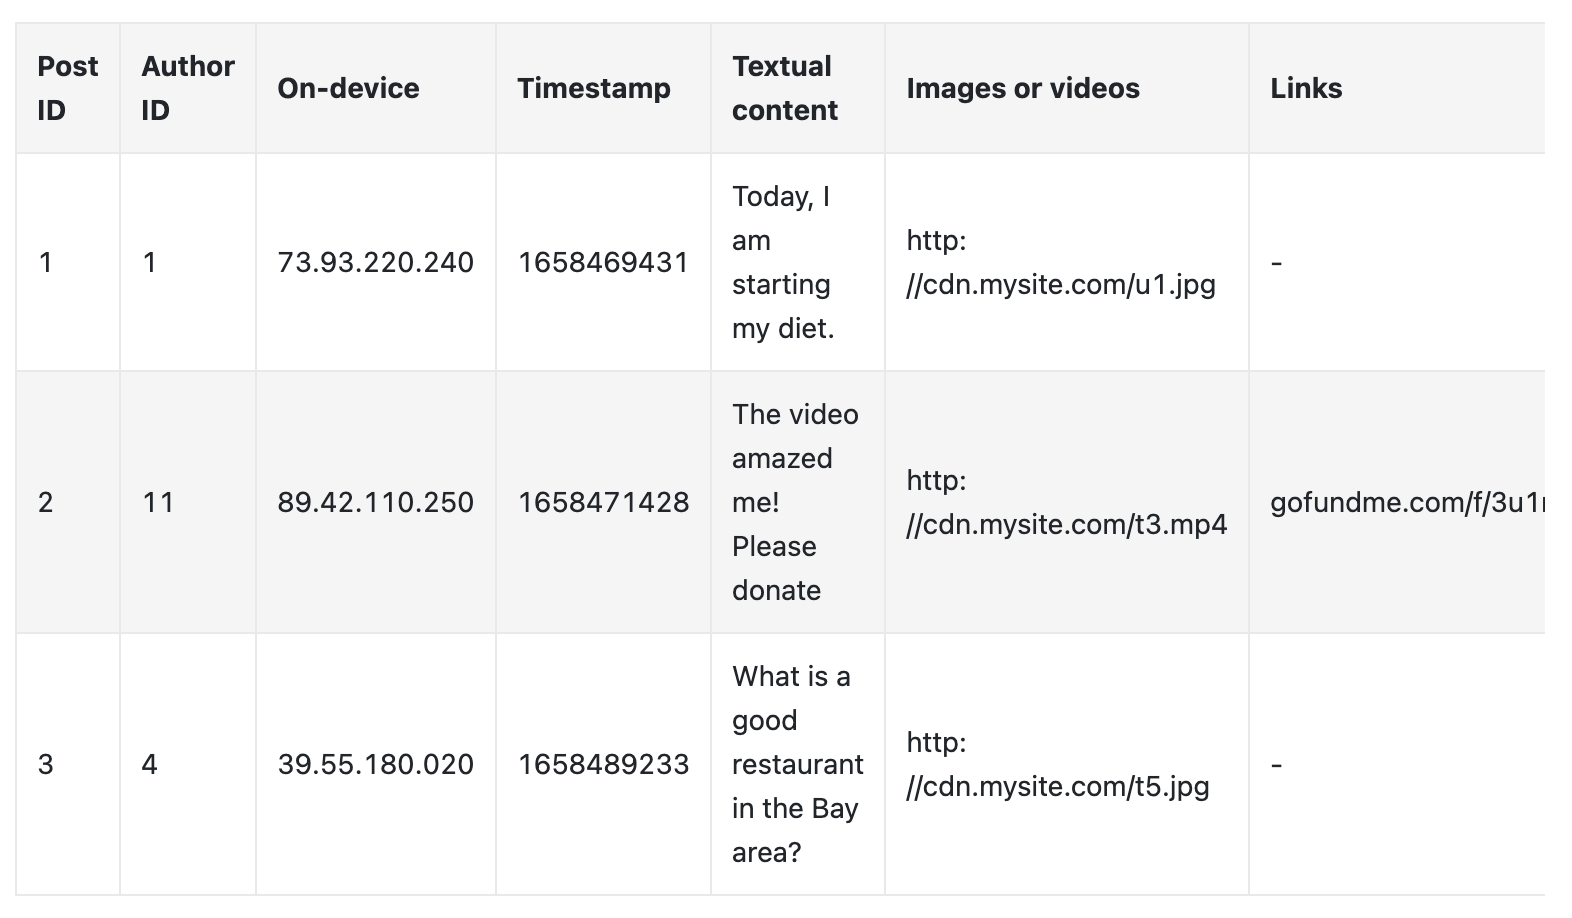 Post ID
Author ID
On-device
Timestamp
Textual content
Images or videos
Links
1
1
73.93.220.240
1658469431
Today, I
am
starting
my diet.
http:
//cdn.mysite.com/u1.jpg
-
2
11
89.42.110.250
1658471428
The video
amazed
me!
Please
donate
http:
//cdn.mysite.com/t3.mp4
gofundme.com/f/3u1
3
4
39.55.180.020
1658489233
What is a
good
restaurant
in the Bay
area?
http:
//cdn.mysite.com/t5.jpg
-